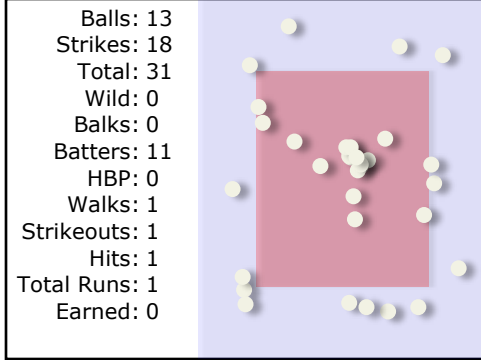 Balls: 13
Strikes: 18
Total: 31
Wild: 0
Balks: 0
Batters: 11
HBP: 0
Walks: 1
Strikeouts: 1
Hits: 1
Total Runs: 1
Earned: 0